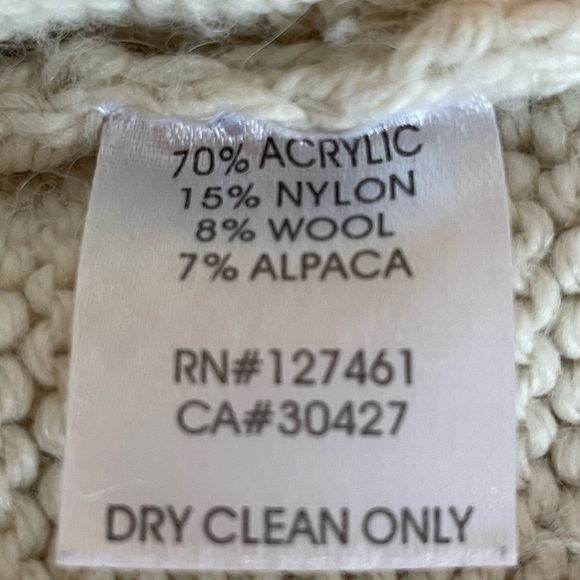 70% ACRYLIC
15% NYLON
8% WOOL
7% ALPACA
RN#127461
CA#30427
DRY CLEAN ONLY